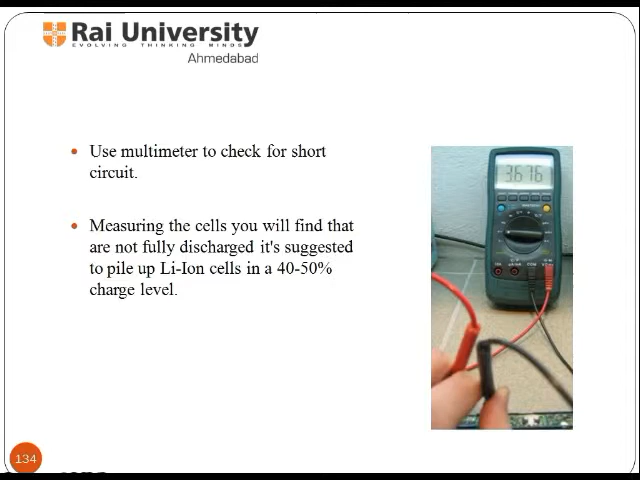 Rai University
EVOLVING THINKING MINDS
Ahmedabad
• Use multimeter to check for short
circuit.
• Measuring the cells you will find that
are not fully discharged it's suggested
to pile up Li-Ion cells in a 40-50%
charge level.
3.676
134